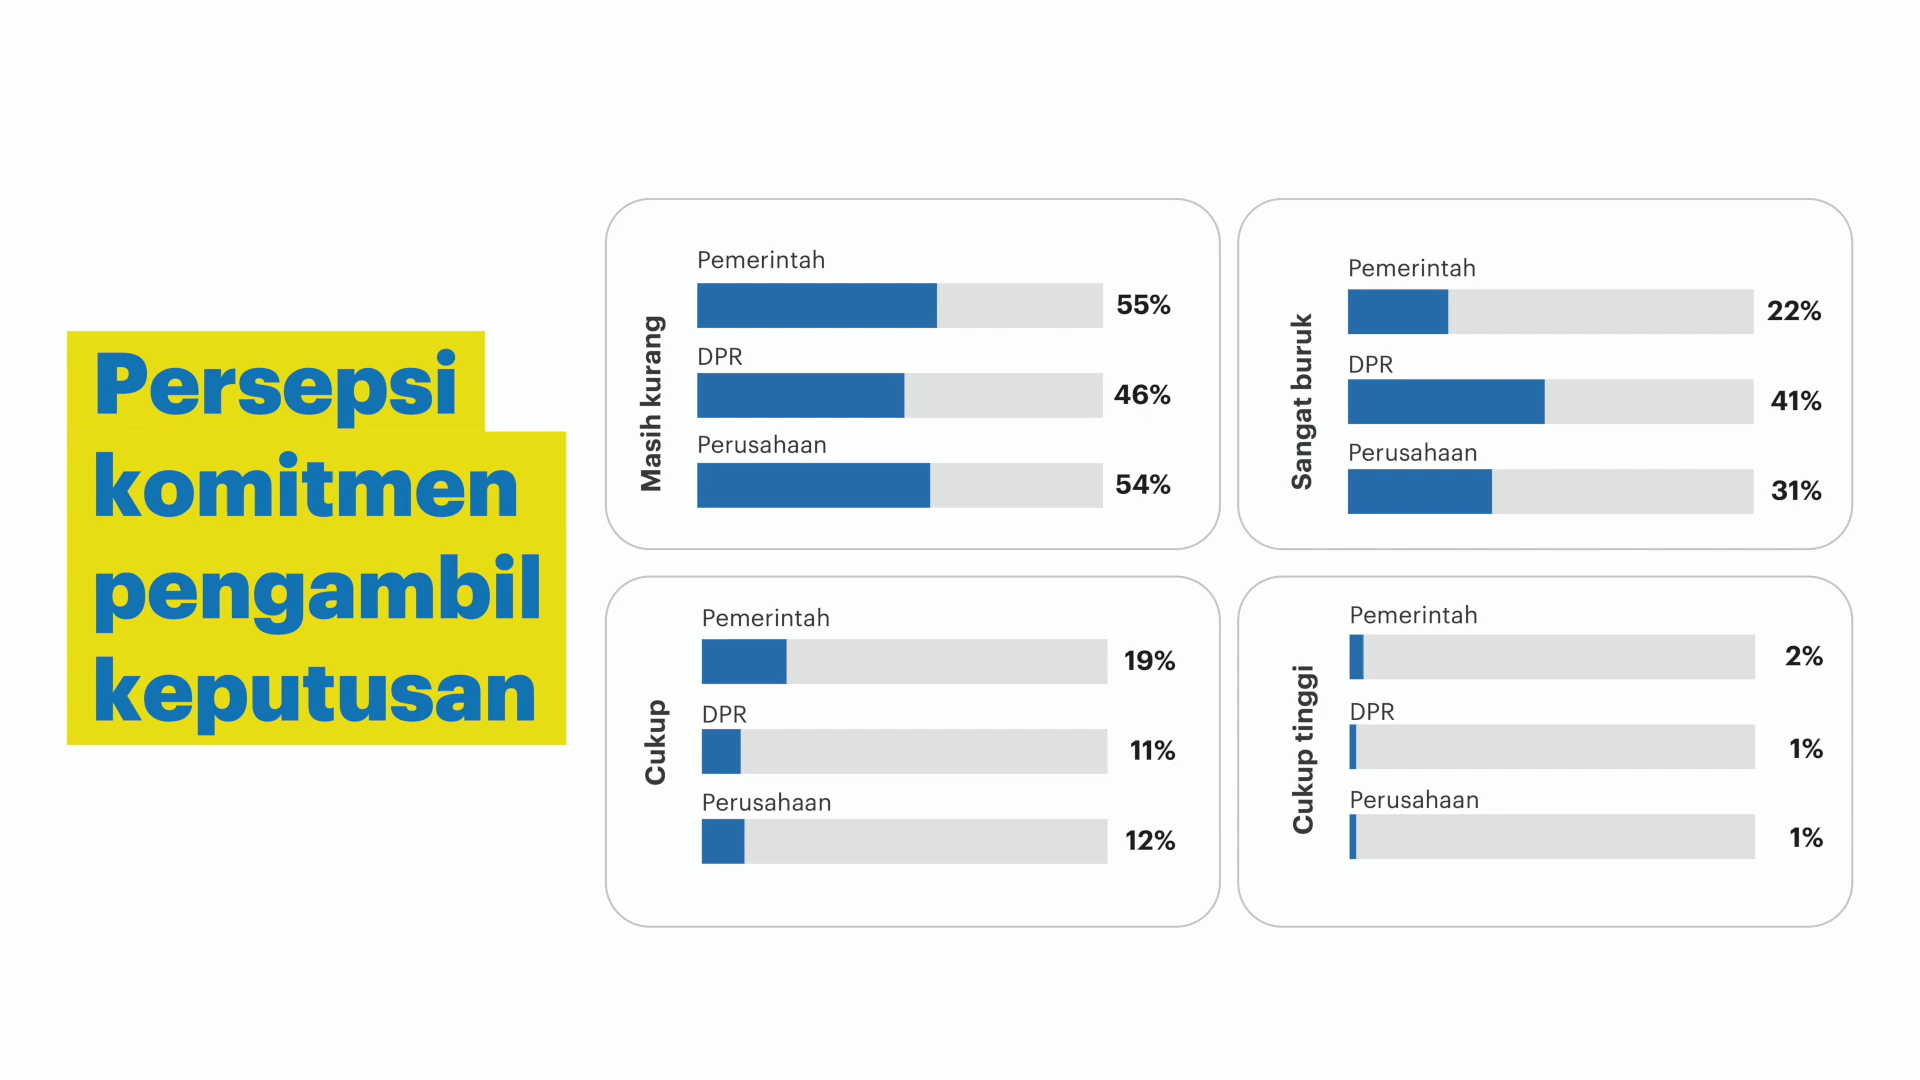 Persepsi
komitmen
pengambil
keputusan
Masih kurang
Pemerintah
55%
DPR
46%
Perusahaan
54%
Sangat buruk
Pemerintah
22%
DPR
41%
Perusahaan
31%
Cukup
Pemerintah
19%
DPR
11%
Perusahaan
12%
Cukup tinggi
Pemerintah
2%
DPR
1%
Perusahaan
1%